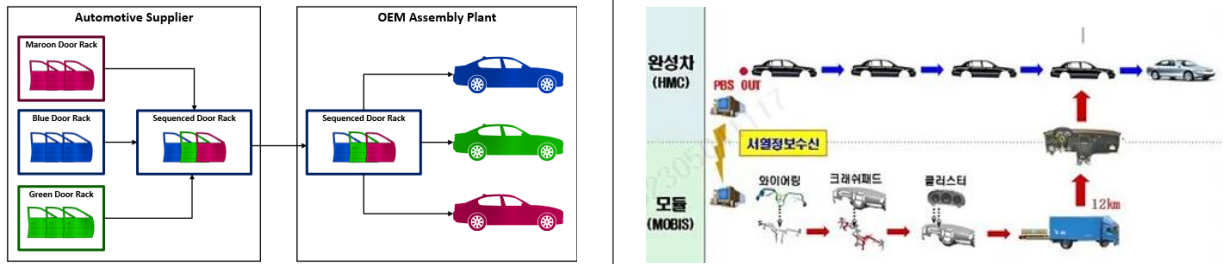 Automotive Supplier
OEM Assembly Plant
Maroon Door Rack
Blue Door Rack
Sequenced Door Rack
Sequenced Door Rack
Green Door Rack
완성차
(HMC)
PBS OUT
서열정보수신
와이어링
크래쉬패드
클러스터
모듈
(MOBIS)
12km